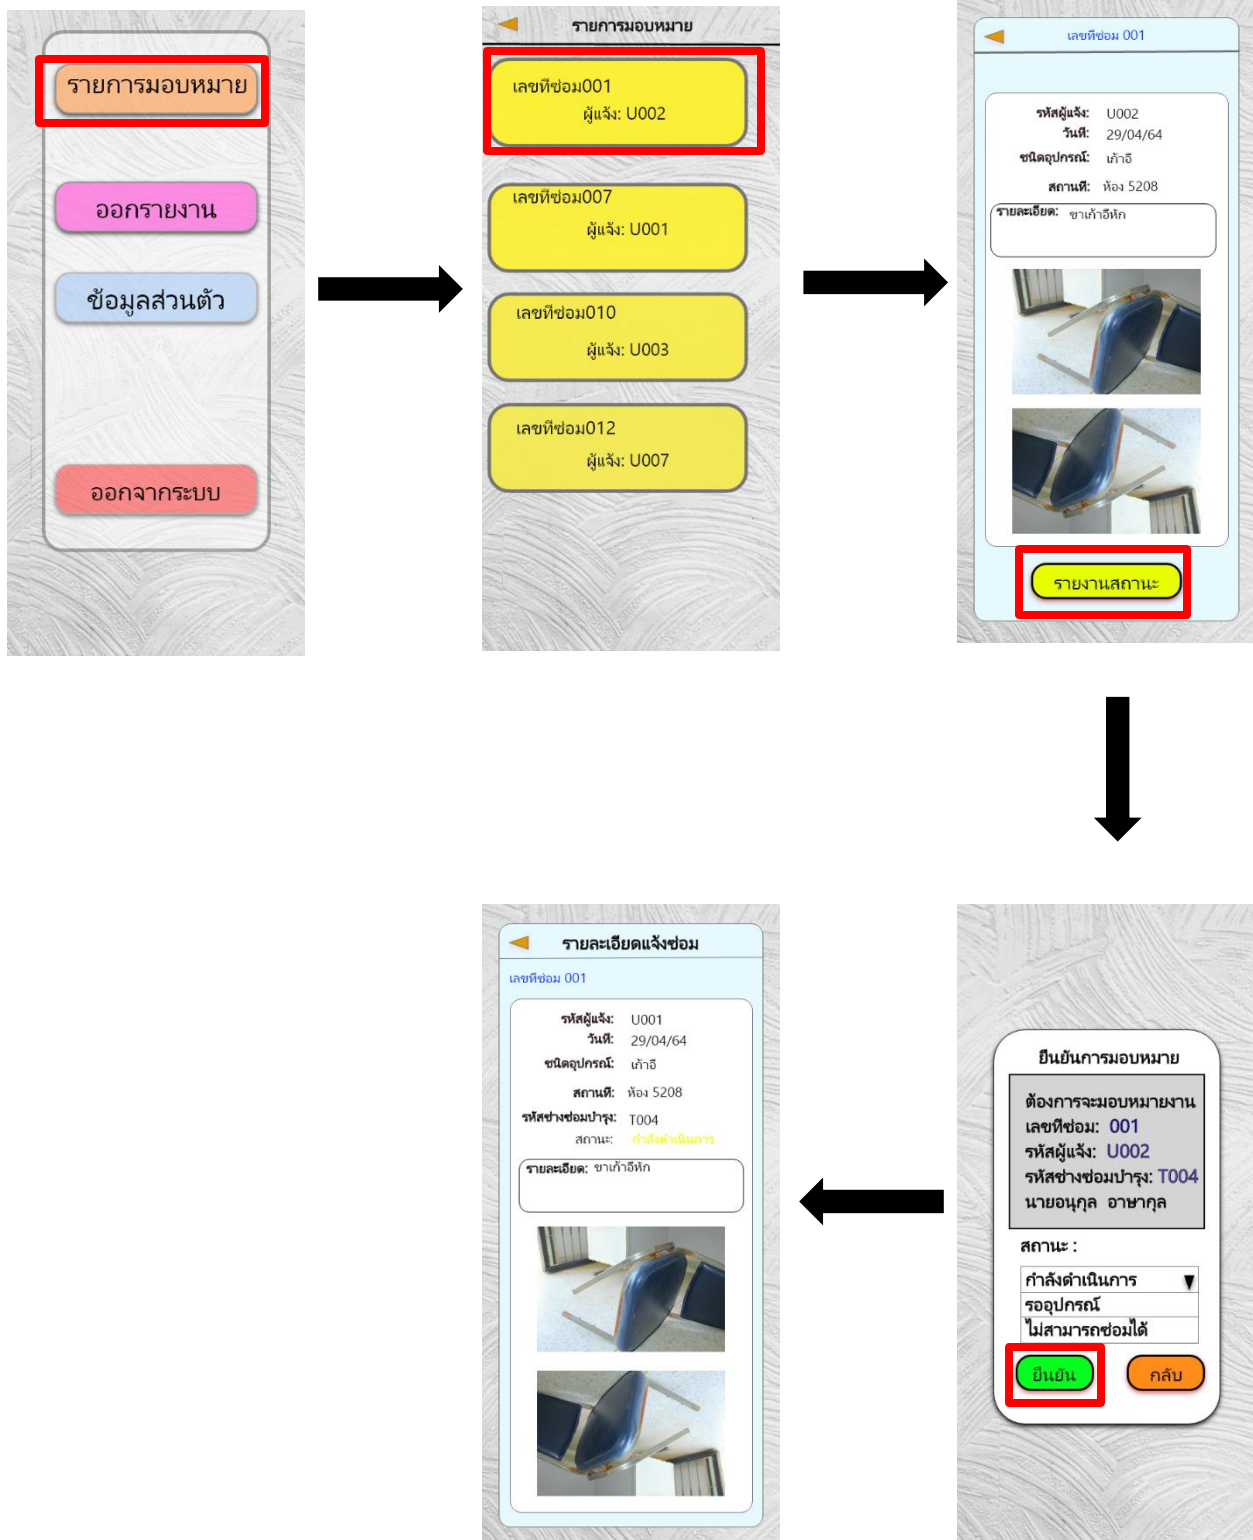 รายการมอบหมาย
ออกรายงาน
ข้อมูลส่วนตัว
ออกจากระบบ
รายการมอบหมาย
เลขที่ซ่อม001
ผู้แจ้ง: U002
เลขที่ซ่อม007
ผู้แจ้ง: U001
เลขที่ซ่อม010
ผู้แจ้ง: U003
เลขที่ซ่อม012
ผู้แจ้ง: U007
เลขที่ซ่อม 001
รหัสผู้แจ้ง: U002
วันที่: 29/04/64
ชนิดอุปกรณ์: เก้าอี้
สถานที่: ห้อง 5208
รายละเอียด: ขาเก้าอี้หัก
รายงานสถานะ
ยืนยันการมอบหมาย
ต้องการจะมอบหมายงาน
เลขที่ซ่อม: 001
รหัสผู้แจ้ง: U002
รหัสช่างซ่อมบำรุง: T004
นายอนุกูล อาษากุล
สถานะ :
กำลังดำเนินการ
รออุปกรณ์
ไม่สามารถซ่อมได้
ยืนยัน กลับ
รายละเอียดแจ้งซ่อม
เลขที่ซ่อม 001
รหัสผู้แจ้ง: U001
วันที่: 29/04/64
ชนิดอุปกรณ์: เก้าอี้
สถานที่: ห้อง 5208
รหัสช่างซ่อมบำรุง: T004
สถานะ: กำลังดำเนินการ
รายละเอียด: ขาเก้าอี้หัก